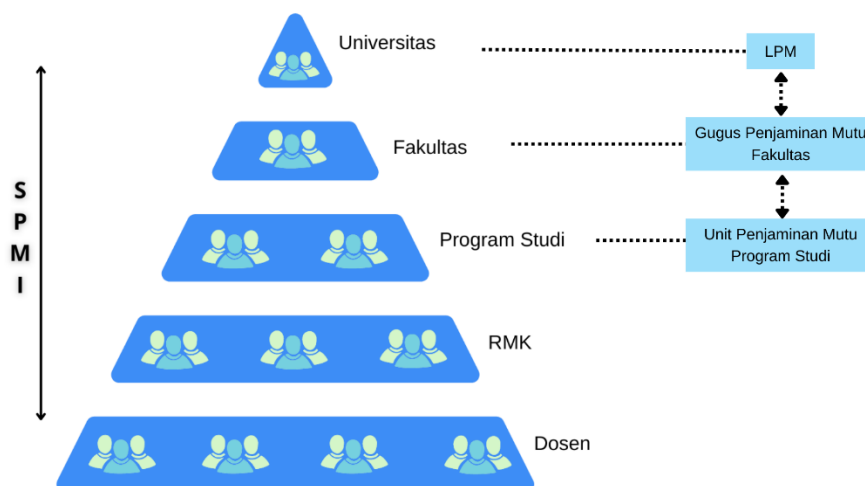 Universitas
LPM
Fakultas
Gugus Penjaminan Mutu
Fakultas
Program Studi
Unit Penjaminan Mutu
Program Studi
RMK
Dosen
S
P
M
I